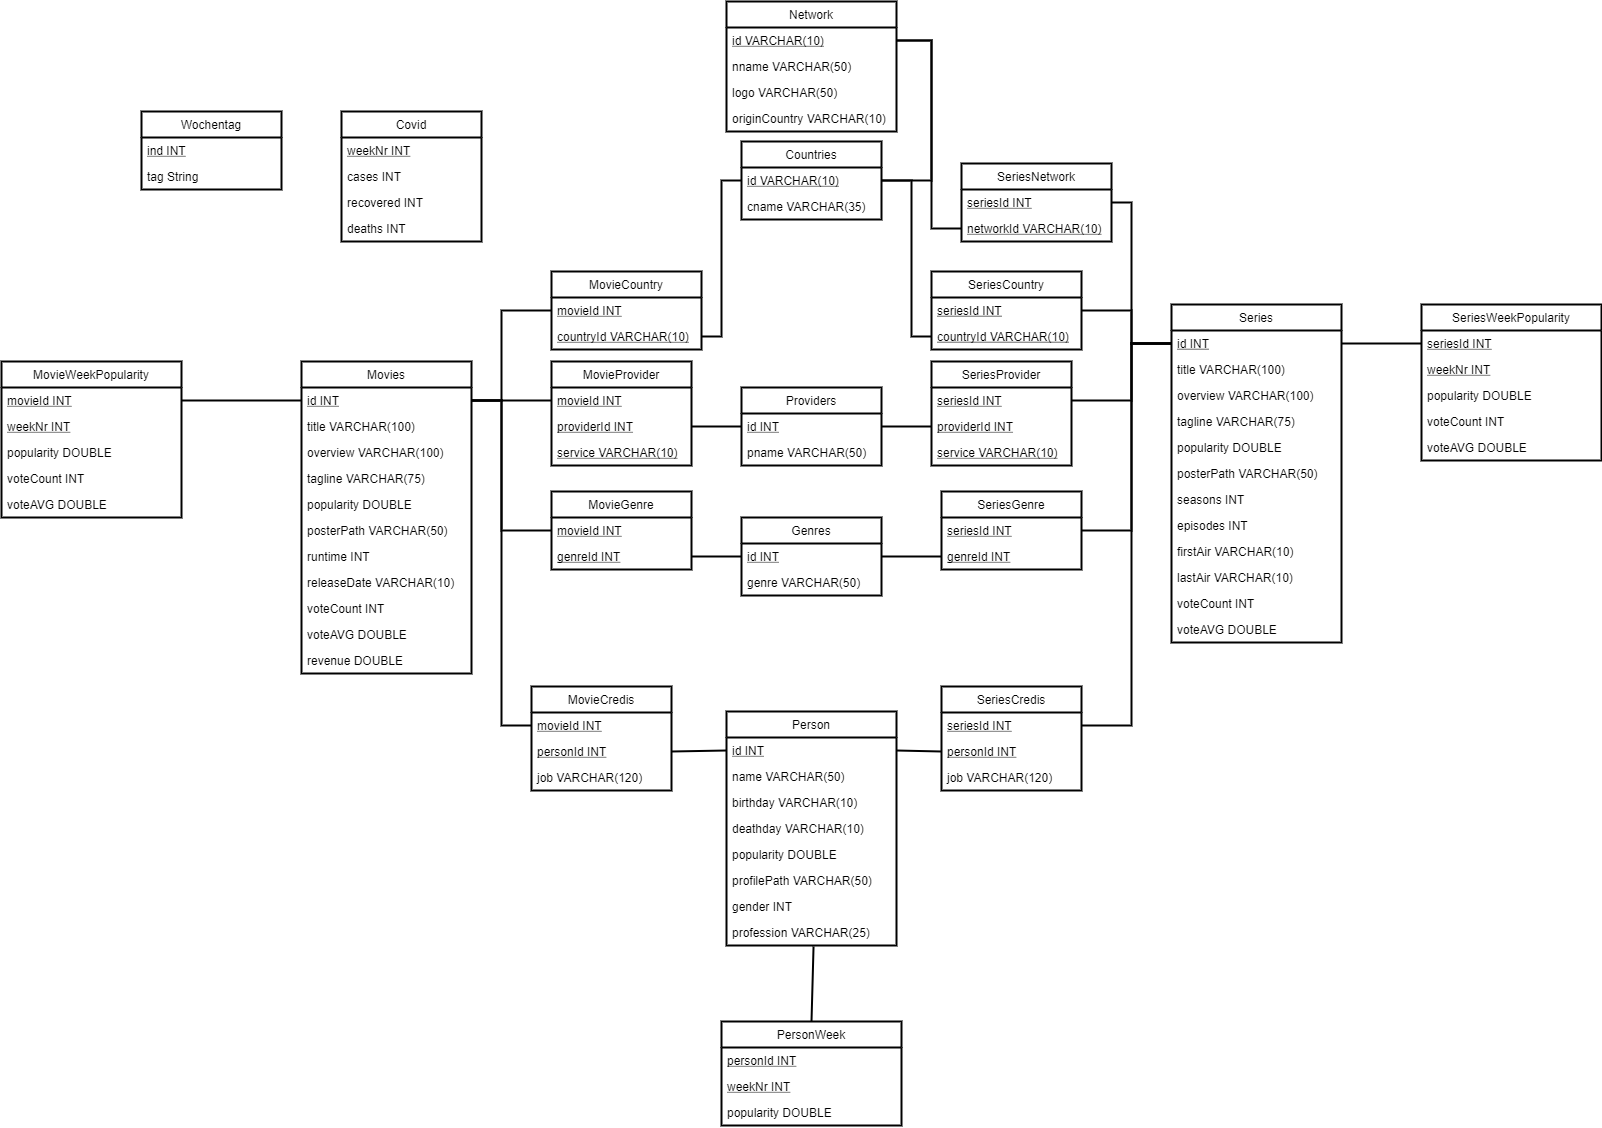 Network
id VARCHAR(10)
nname VARCHAR(50)
logo VARCHAR(50)
originCountry VARCHAR(10)
Wochentag
ind INT
tag String
Covid
weekNr INT
cases INT
recovered INT
deaths INT
Countries
id VARCHAR(10)
cname VARCHAR(35)
SeriesNetwork
seriesId INT
networkId VARCHAR(10)
MovieCountry
movieId INT
countryId VARCHAR(10)
SeriesCountry
seriesId INT
countryId VARCHAR(10)
MovieWeekPopularity
movieId INT
weekNr INT
popularity DOUBLE
voteCount INT
voteAVG DOUBLE
Movies
id INT
title VARCHAR(100)
overview VARCHAR(100)
tagline VARCHAR(75)
popularity DOUBLE
posterPath VARCHAR(50)
runtime INT
releaseDate VARCHAR(10)
voteCount INT
voteAVG DOUBLE
revenue DOUBLE
MovieProvider
movieId INT
providerId INT
service VARCHAR(10)
Providers
id INT
pname VARCHAR(50)
SeriesProvider
seriesId INT
providerId INT
service VARCHAR(10)
Series
id INT
title VARCHAR(100)
overview VARCHAR(100)
tagline VARCHAR(75)
popularity DOUBLE
posterPath VARCHAR(50)
seasons INT
episodes INT
firstAir VARCHAR(10)
lastAir VARCHAR(10)
voteCount INT
voteAVG DOUBLE
SeriesWeekPopularity
seriesId INT
weekNr INT
popularity DOUBLE
voteCount INT
voteAVG DOUBLE
MovieGenre
movieId INT
genreId INT
Genres
id INT
genre VARCHAR(50)
SeriesGenre
seriesId INT
genreId INT
MovieCredis
movieId INT
personId INT
job VARCHAR(120)
Person
id INT
name VARCHAR(50)
birthday VARCHAR(10)
deathday VARCHAR(10)
popularity DOUBLE
profilePath VARCHAR(50)
gender INT
profession VARCHAR(25)
SeriesCredis
seriesId INT
personId INT
job VARCHAR(120)
PersonWeek
personId INT
weekNr INT
popularity DOUBLE